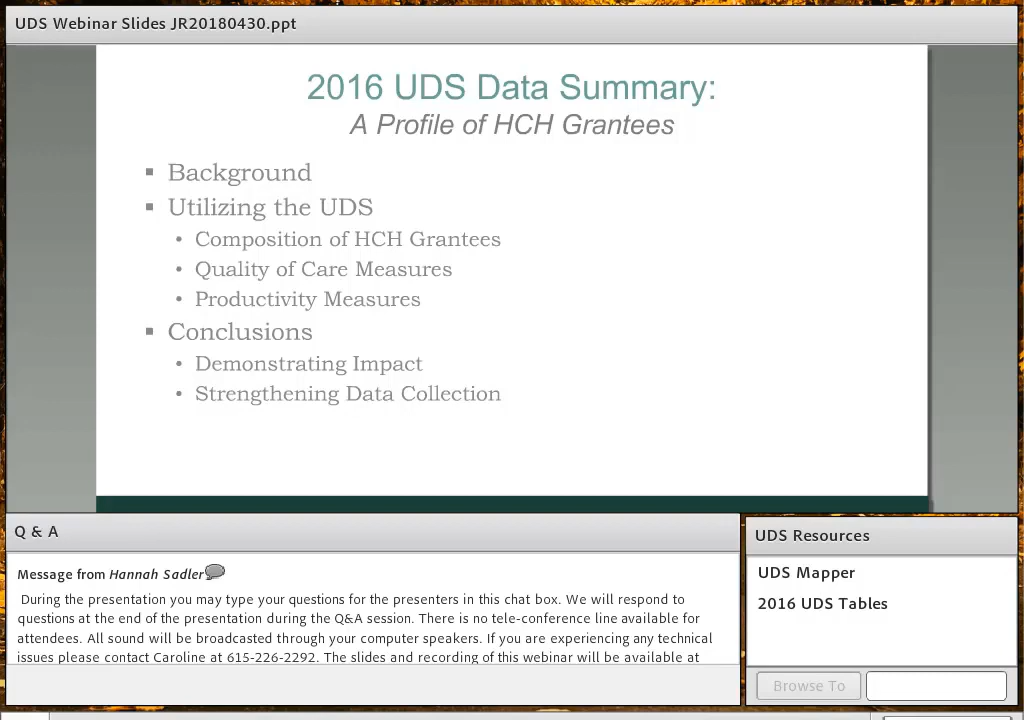 UDS Webinar Slides JR20180430.ppt
2016 UDS Data Summary:
A Profile of HCH Grantees
▪ Background
▪ Utilizing the UDS
• Composition of HCH Grantees
• Quality of Care Measures
• Productivity Measures
▪ Conclusions
• Demonstrating Impact
• Strengthening Data Collection
Q & A
Message from Hannah Sadler
During the presentation you may type your questions for the presenters in this chat box. We will respond to
questions at the end of the presentation during the Q&A session. There is no tele-conference line available for
attendees. All sound will be broadcasted through your computer speakers. If you are experiencing any technical
issues please contact Caroline at 615-226-2292. The slides and recording of this webinar will be available at
UDS Resources
UDS Mapper
2016 UDS Tables
Browse To